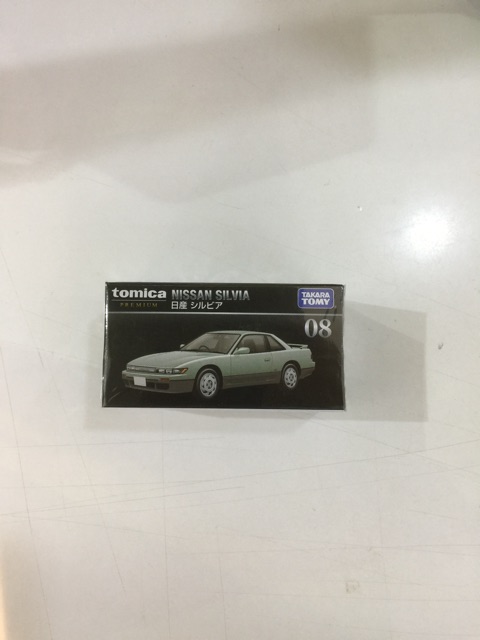 tomica NISSAN SILVIA
PREMIUM 日産 シルビア
TAKARA
TOMY
08